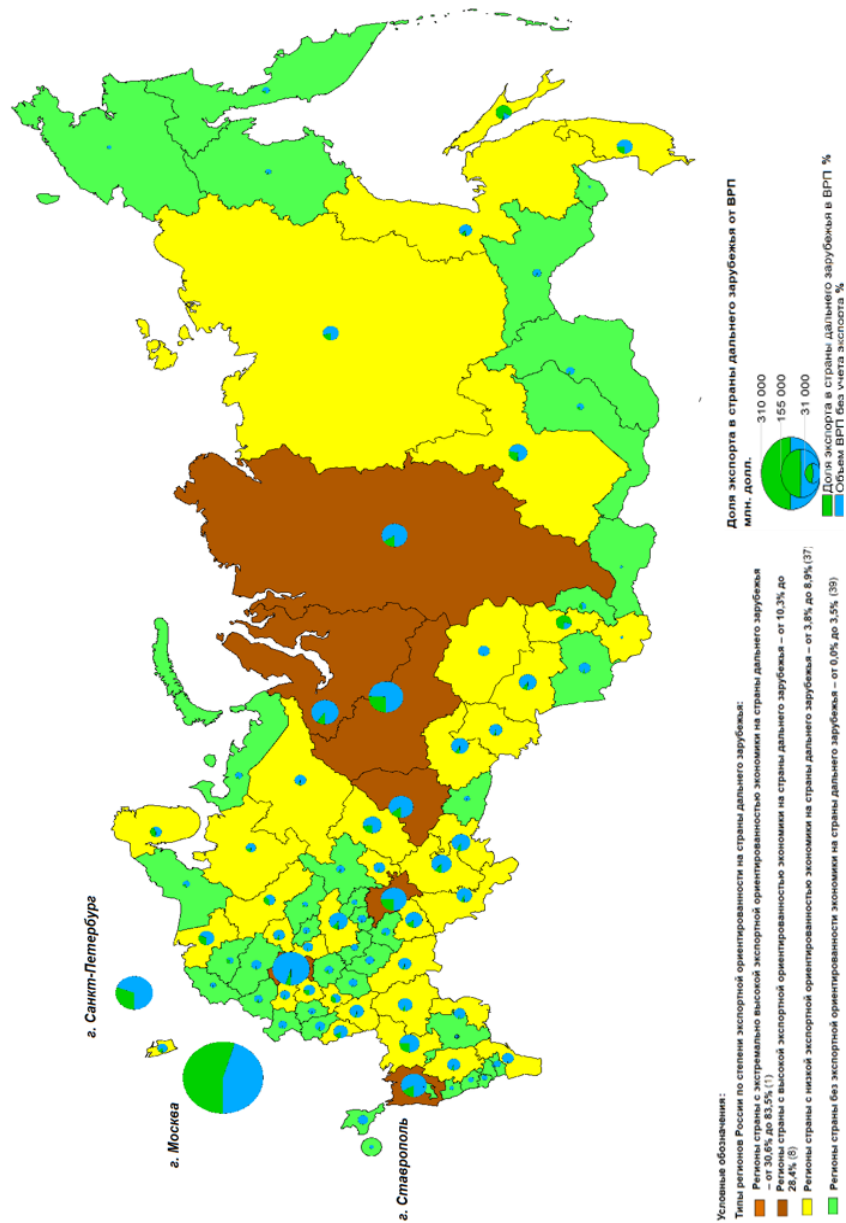 г. Санкт-Петербург
г. Москва
г. Ставрополь
Условные обозначения:
Типы регионов России по степени экспортной ориентированности на страны дальнего зарубежья:
Регионы страны с экстремально высокой экспортной ориентированностью экономики на страны дальнего зарубежья
– от 30,6% до 83,5% (1)
Регионы страны с высокой экспортной ориентированностью экономики на страны дальнего зарубежья – от 10,3% до
28,4% (8)
Регионы страны с низкой экспортной ориентированностью экономики на страны дальнего зарубежья – от 3,8% до 8,9% (37)
Регионы страны без экспортной ориентированности экономики на страны дальнего зарубежья – от 0,0% до 3,5% (39)
Доля экспорта в страны дальнего зарубежья от ВРП
млн. долл.
310 000
155 000
31 000
Доля экспорта в страны дальнего зарубежья в ВРП %
Объем ВРП без учета экспорта %